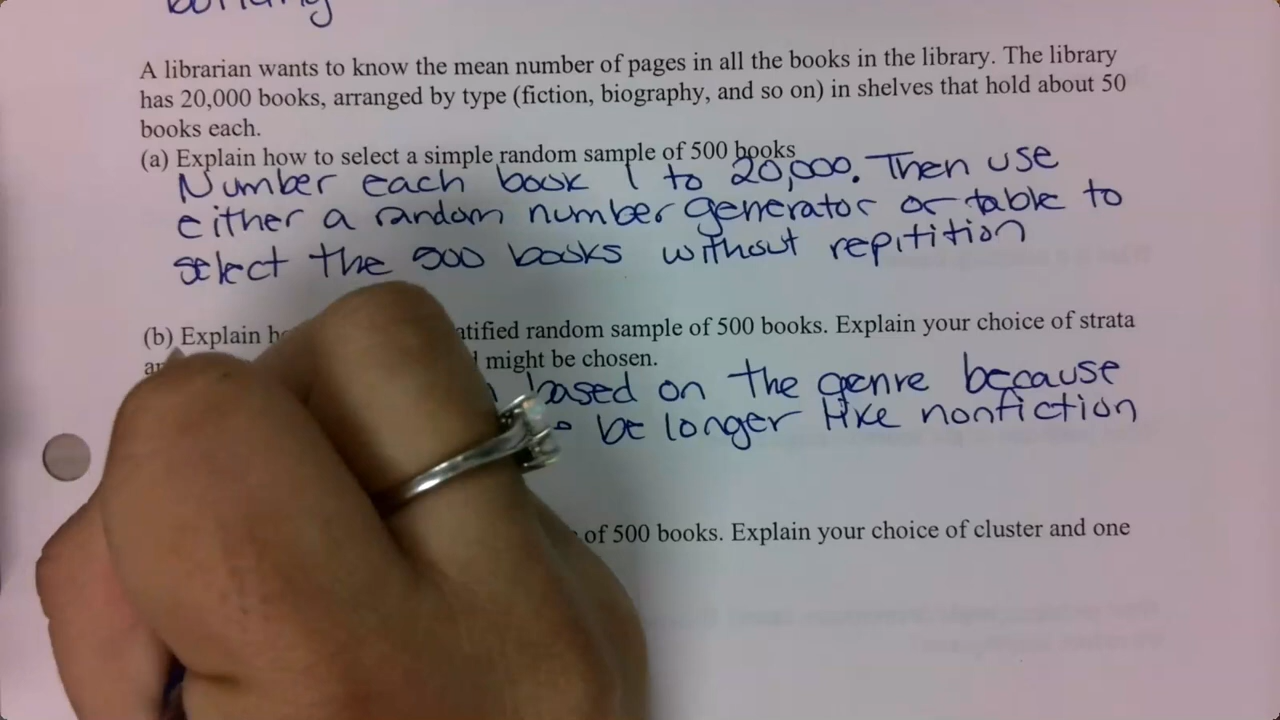 A librarian wants to know the mean number of pages in all the books in the library. The library
has 20,000 books, arranged by type (fiction, biography, and so on) in shelves that hold about 50
books each.
(a) Explain how to select a simple random sample of 500 books
Number each book 1 to 20,000. Then use
either a random number generator or table to
select the 500 books without repitition
(b) Explain random sample of 500 books. Explain your choice of strata
might be chosen.
based on the genre because
be longer like nonfiction
of 500 books. Explain your choice of cluster and one